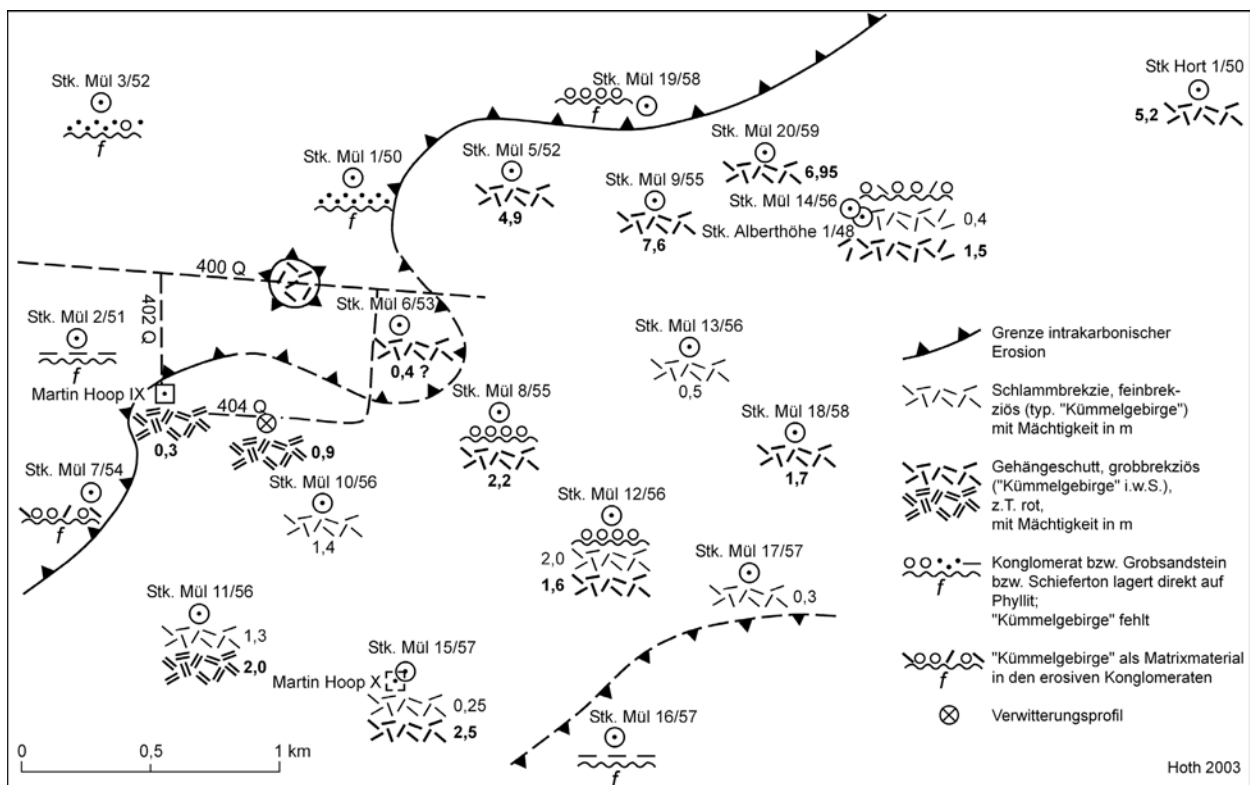 Stk. Mül 3/52
f
Stk. Mül 19/58
f
Stk Hort 1/50
5,2
Stk. Mül 1/50
f
Stk. Mül 5/52
4,9
Stk. Mül 20/59
6,95
Stk. Mül 9/55
7,6
Stk. Mül 14/56
Stk. Alberthöhe 1/48
0,4
1,5
400 Q
402 Q
Stk. Mül 6/53
0,4 ?
Stk. Mül 2/51
f
Stk. Mül 13/56
0,5
Martin Hoop IX
0,3
404 Q
0,9
Stk. Mül 8/55
2,2
Stk. Mül 18/58
1,7
Stk. Mül 7/54
f
Stk. Mül 10/56
1,4
Stk. Mül 12/56
2,0
1,6
Stk. Mül 17/57
0,3
Stk. Mül 11/56
1,3
2,0
Stk. Mül 15/57
Martin Hoop X
0,25
2,5
Stk. Mül 16/57
f
Grenze intrakarbonischer
Erosion
Schlammbrekzie, feinbrek-
ziös (typ. "Kümmelgebirge")
mit Mächtigkeit in m
Gehängeschutt, grobbrekziös
("Kümmelgebirge" i.w.S.),
z.T. rot,
mit Mächtigkeit in m
f
Konglomerat bzw. Grobsandstein
bzw. Schieferton lagert direkt auf
Phyllit;
"Kümmelgebirge" fehlt
f
"Kümmelgebirge" als Matrixmaterial
in den erosiven Konglomeraten
Verwitterungsprofil
0 0,5 1 km
Hoth 2003